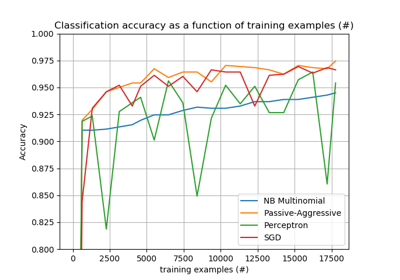 Classification accuracy as a function of training examples (#)
1.000
0.975
0.950
0.925
0.900
0.875
0.850
0.825
0.800
Accuracy
NB Multinomial
Passive-Aggressive
Perceptron
SGD
0 2500 5000 7500 10000 12500 15000 17500
training examples (#)